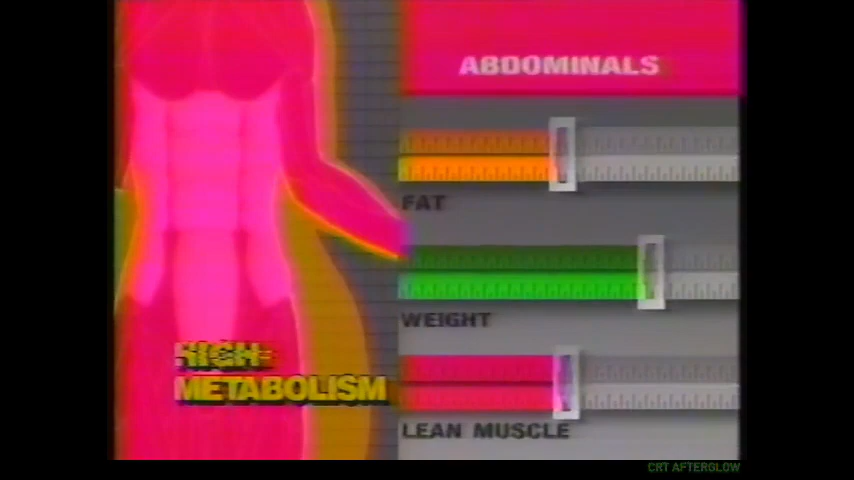 ABDOMINALS
FAT
WEIGHT
HIGH-
METABOLISM
LEAN MUSCLE
CRT AFTERGLOW